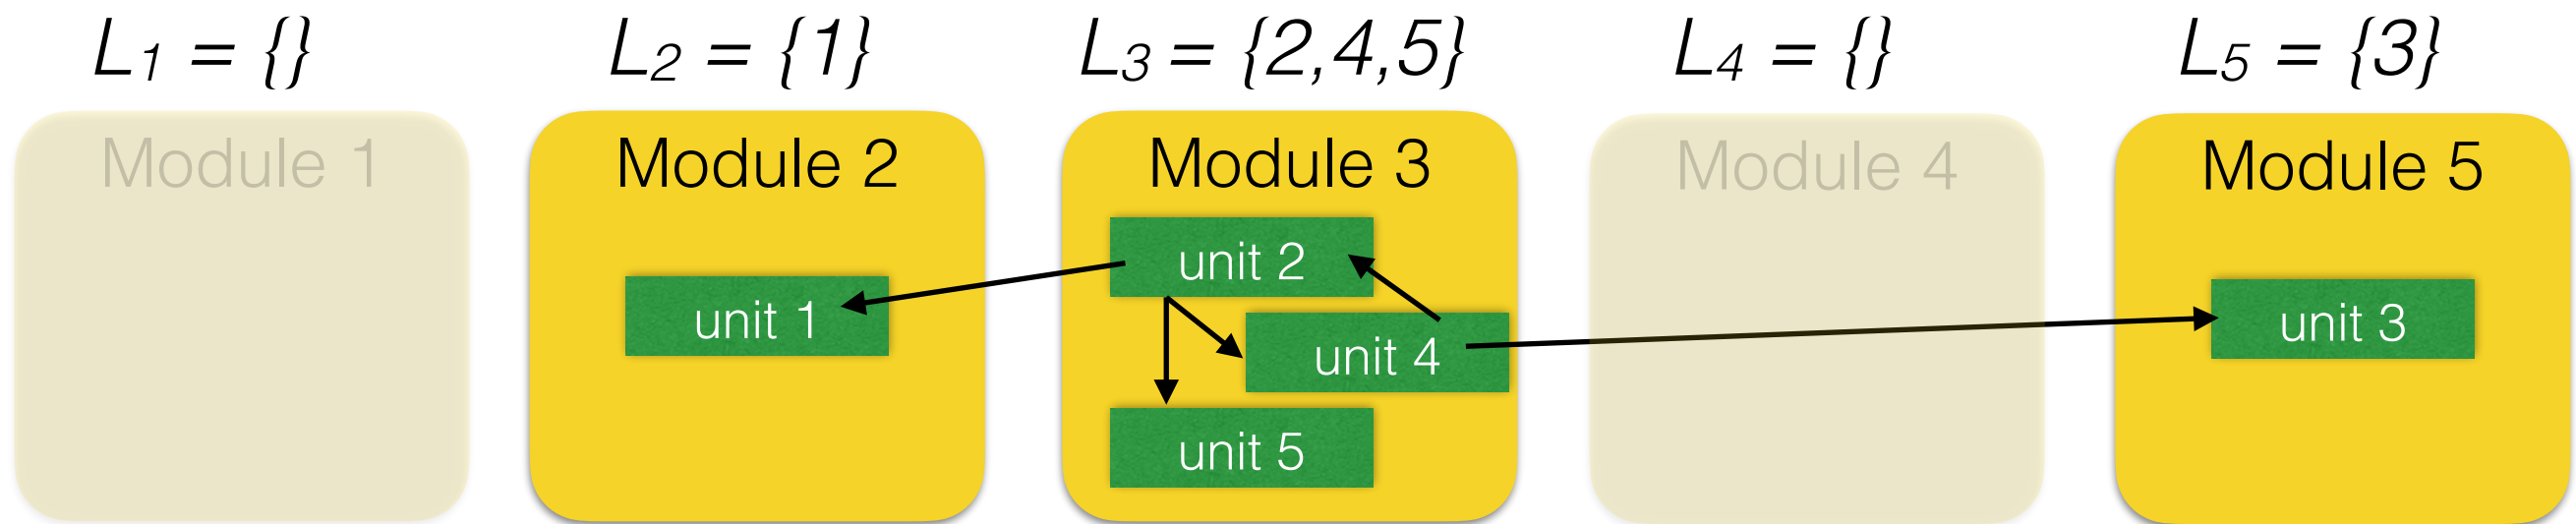 L1 = {} L2 = {1} L3 = {2,4,5} L4 = {} L5 = {3}
Module 1 Module 2 Module 3 Module 4 Module 5
unit 2
unit 1 unit 3
unit 4
unit 5